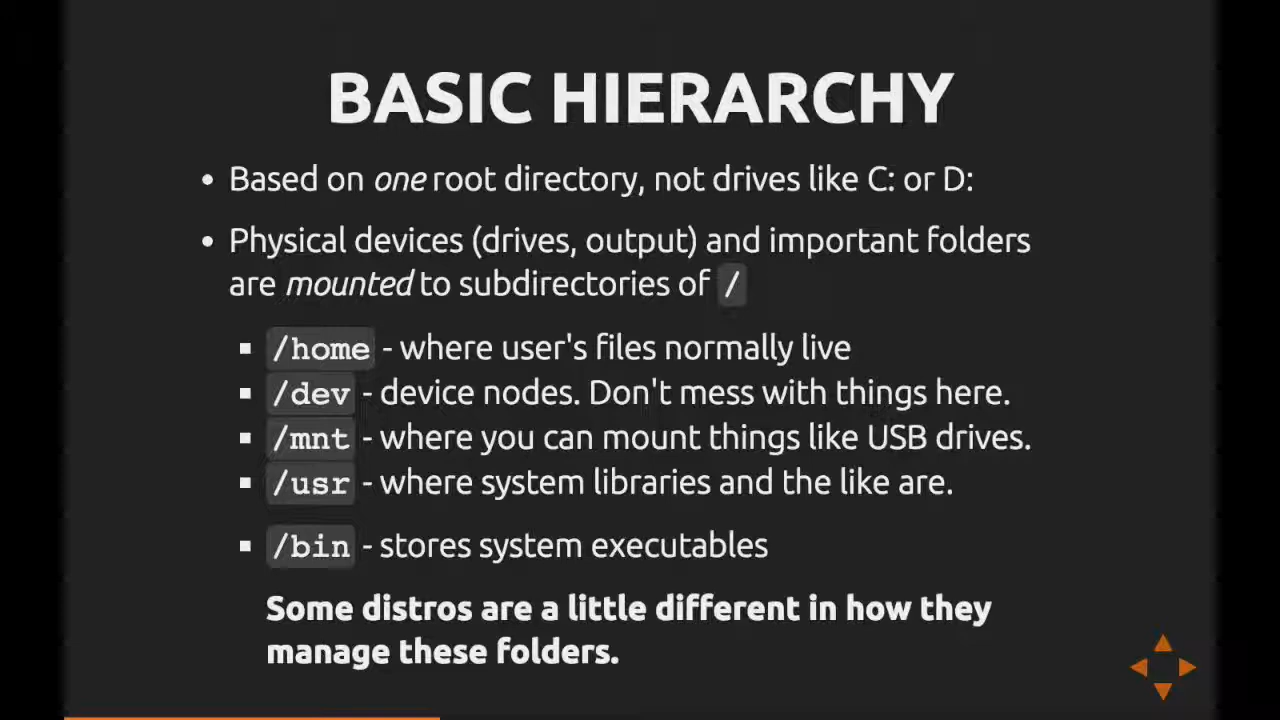 BASIC HIERARCHY
• Based on one root directory, not drives like C: or D:
• Physical devices (drives, output) and important folders
are mounted to subdirectories of /
▪ /home - where user's files normally live
▪ /dev - device nodes. Don't mess with things here.
▪ /mnt - where you can mount things like USB drives.
▪ /usr - where system libraries and the like are.
▪ /bin - stores system executables
Some distros are a little different in how they
manage these folders.